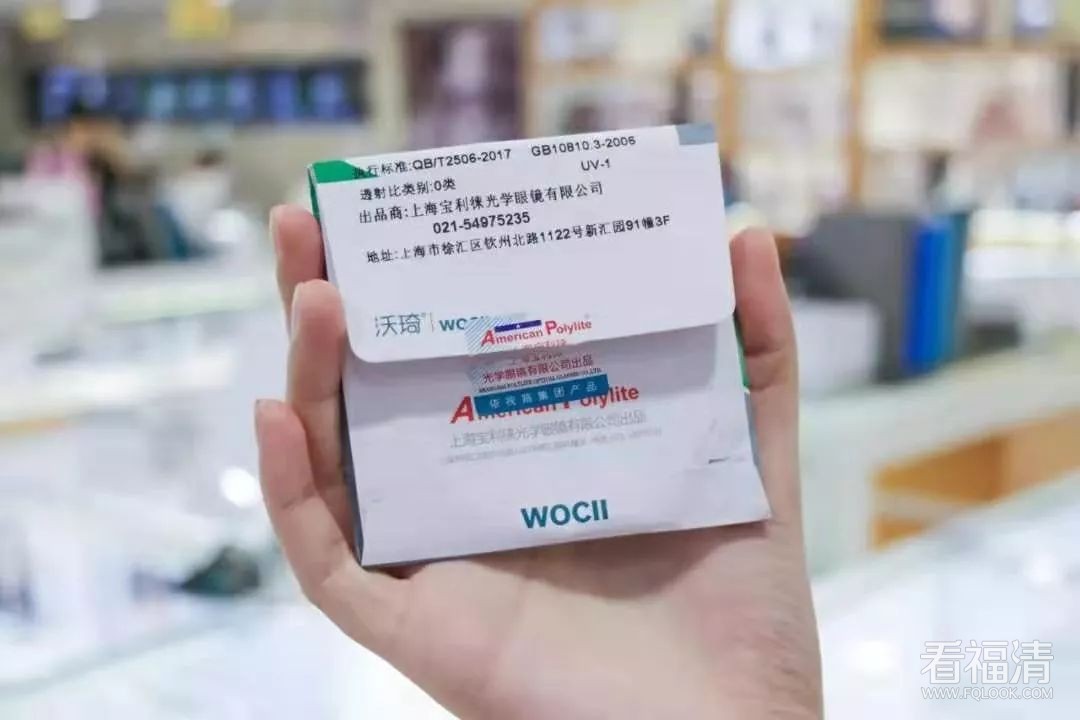 执行标准:QB/T2506-2017 GB10810.3-2006
透射比类别:0类 UV-1
出品商:上海宝利徕光学眼镜有限公司
021-54975235
地址:上海市徐汇区钦州北路1122号新汇园91幢3F
沃琦® WOCII
American Polylite
光学眼镜有限公司出品
依视路集团产品
American Polylite
上海宝利徕光学眼镜有限公司出品
WOCII
看福清
WWW.FQLOOK.COM